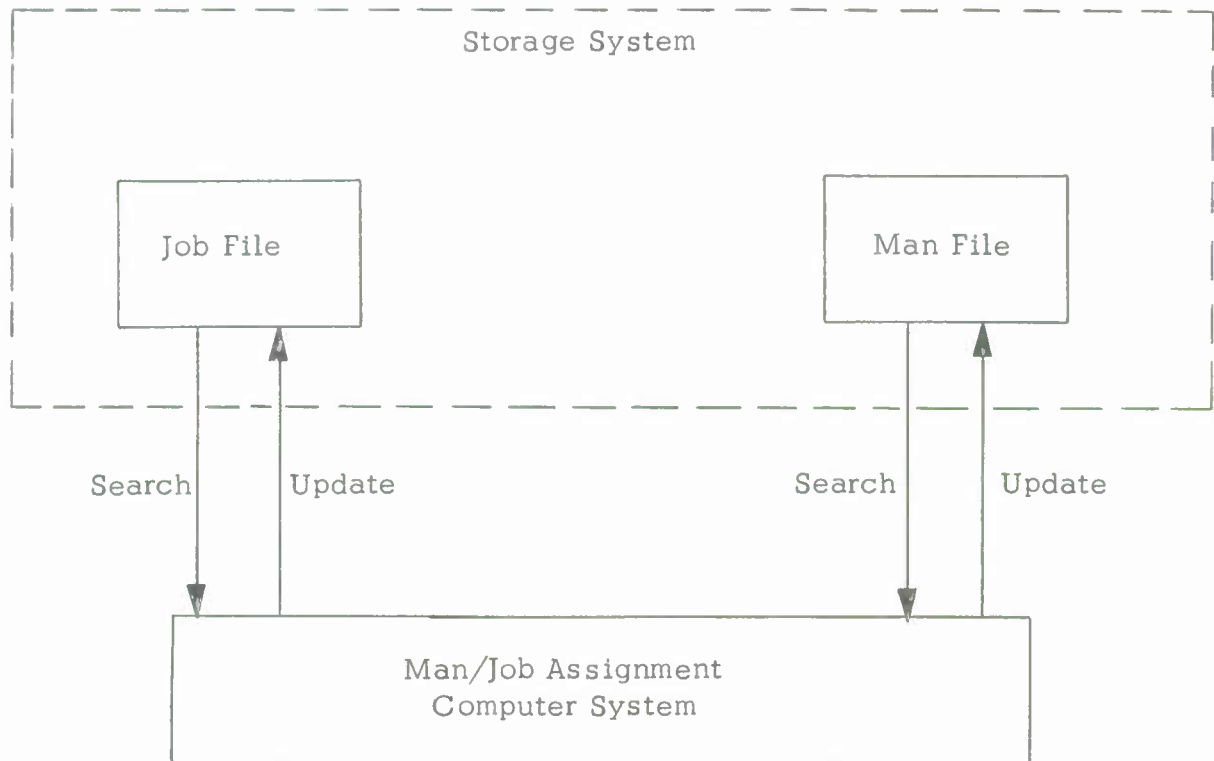 Storage System
Job File
Man File
Search
Update
Search
Update
Man/Job Assignment
Computer System